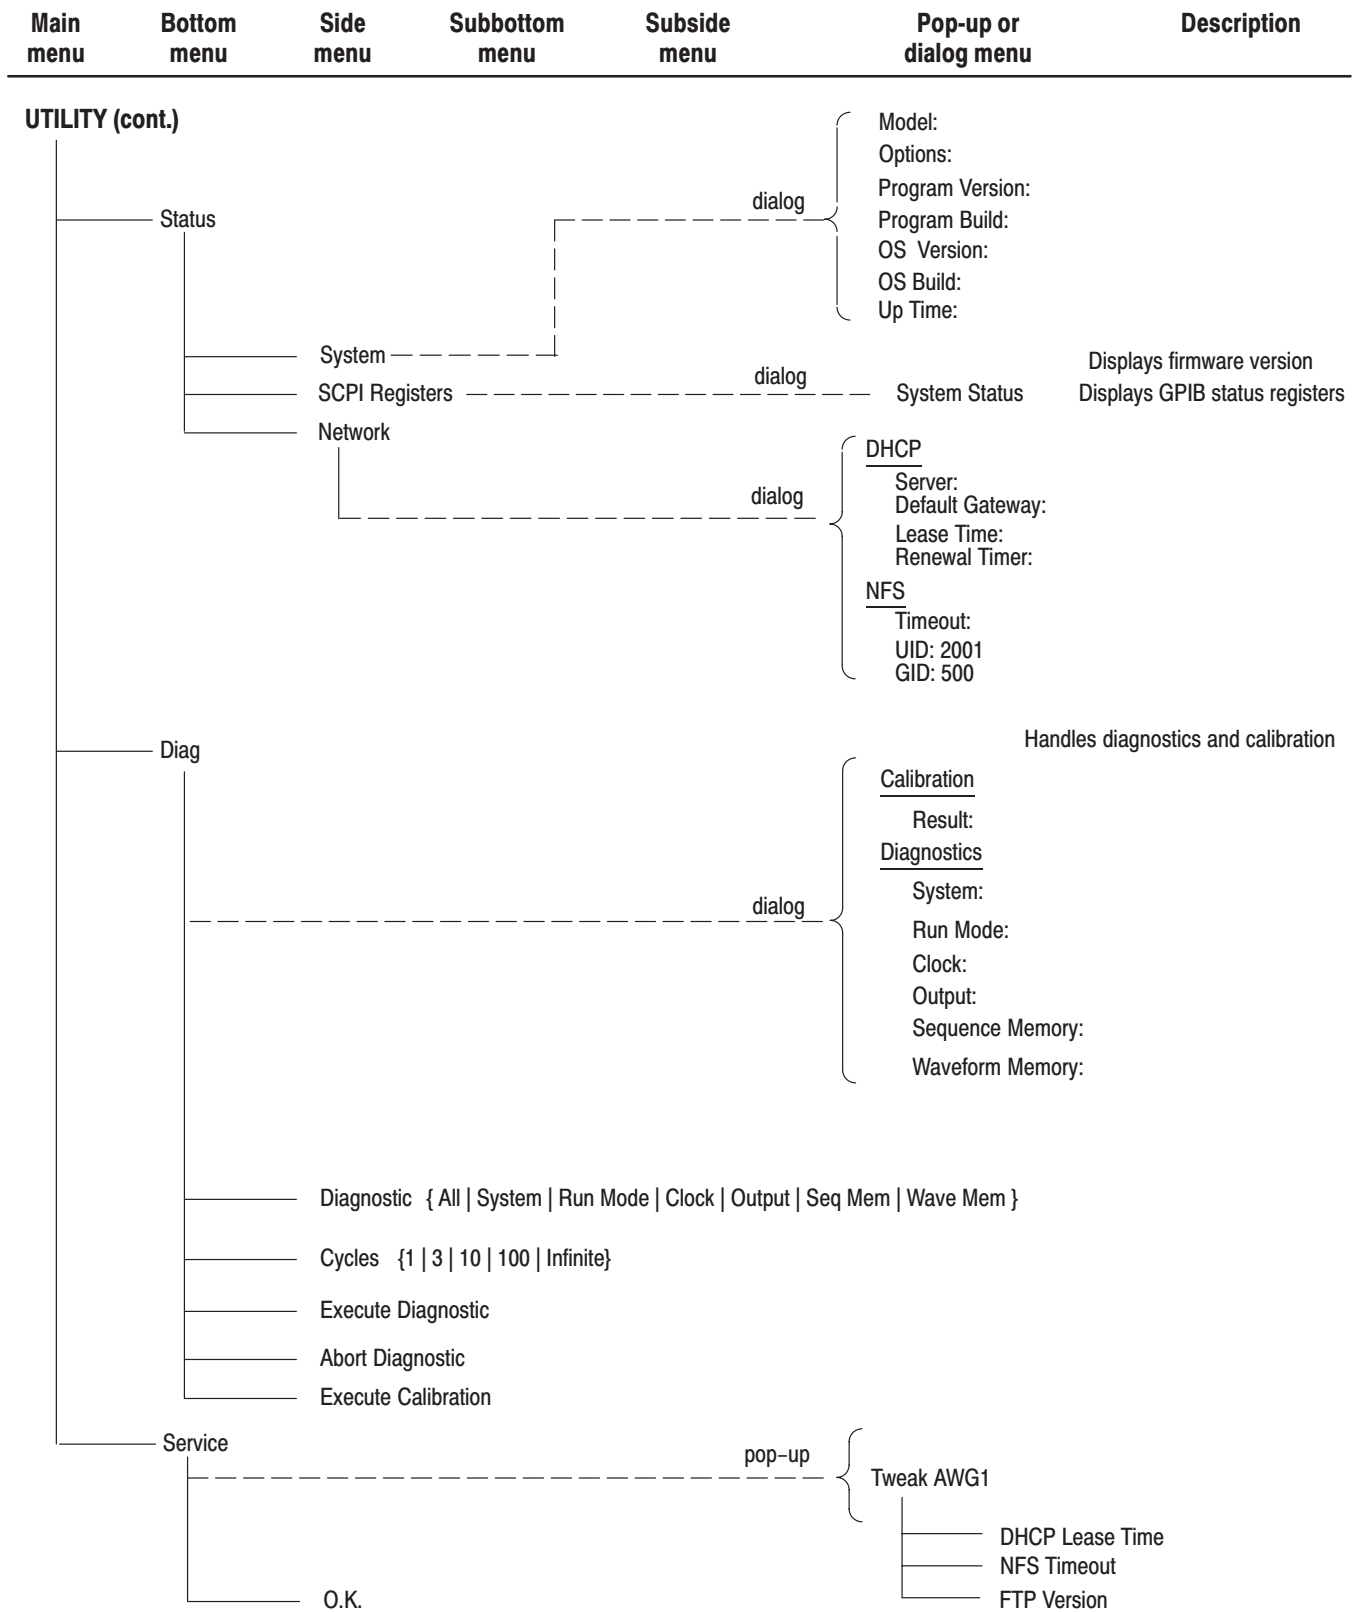 Main menu
Bottom menu
Side menu
Subbottom menu
Subside menu
Pop-up or dialog menu
Description
UTILITY (cont.)
Status
dialog
Model:
Options:
Program Version:
Program Build:
OS Version:
OS Build:
Up Time:
System
Displays firmware version
SCPI Registers
dialog
System Status
Displays GPIB status registers
Network
dialog
DHCP
Server:
Default Gateway:
Lease Time:
Renewal Timer:
NFS
Timeout:
UID: 2001
GID: 500
Diag
Handles diagnostics and calibration
dialog
Calibration
Result:
Diagnostics
System:
Run Mode:
Clock:
Output:
Sequence Memory:
Waveform Memory:
Diagnostic { All | System | Run Mode | Clock | Output | Seq Mem | Wave Mem }
Cycles {1 | 3 | 10 | 100 | Infinite}
Execute Diagnostic
Abort Diagnostic
Execute Calibration
Service
pop-up
Tweak AWG1
DHCP Lease Time
NFS Timeout
FTP Version
O.K.